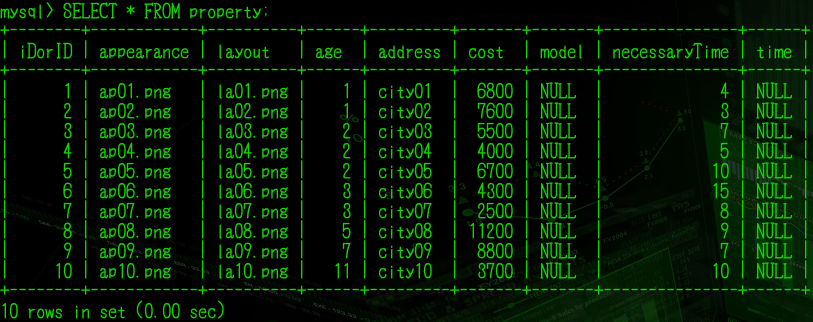 mysql> SELECT * FROM property;
| iDorID | appearance | layout | age | address | cost | model | necessaryTime | time |
| 1 | ap01.png | la01.png | 1 | city01 | 6800 | NULL | 4 | NULL |
| 2 | ap02.png | la02.png | 1 | city02 | 7600 | NULL | 3 | NULL |
| 3 | ap03.png | la03.png | 2 | city03 | 5500 | NULL | 7 | NULL |
| 4 | ap04.png | la04.png | 2 | city04 | 4000 | NULL | 5 | NULL |
| 5 | ap05.png | la05.png | 2 | city05 | 6700 | NULL | 10 | NULL |
| 6 | ap06.png | la06.png | 3 | city06 | 4300 | NULL | 15 | NULL |
| 7 | ap07.png | la07.png | 3 | city07 | 2500 | NULL | 8 | NULL |
| 8 | ap08.png | la08.png | 5 | city08 | 11200 | NULL | 9 | NULL |
| 9 | ap09.png | la09.png | 7 | city09 | 8800 | NULL | 7 | NULL |
| 10 | ap10.png | la10.png | 11 | city10 | 3700 | NULL | 10 | NULL |
10 rows in set (0.00 sec)